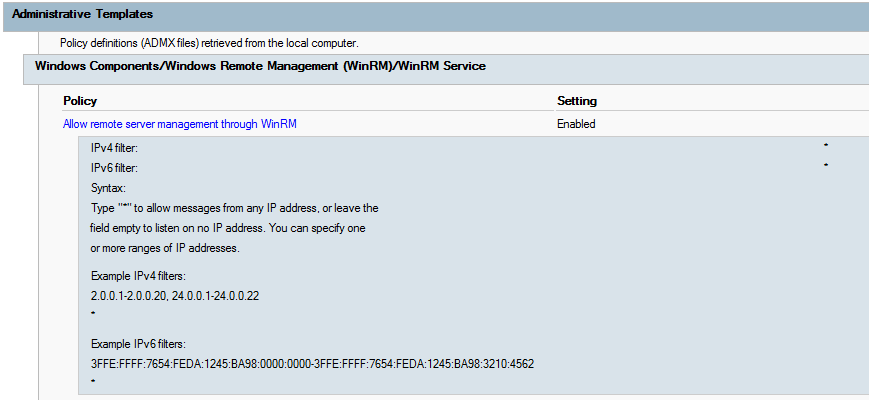 Administrative Templates
Policy definitions (ADMX files) retrieved from the local computer.
Windows Components/Windows Remote Management (WinRM)/WinRM Service
Policy Setting
Allow remote server management through WinRM Enabled
IPv4 filter: *
IPv6 filter: *
Syntax:
Type "*" to allow messages from any IP address, or leave the
field empty to listen on no IP address. You can specify one
or more ranges of IP addresses.
Example IPv4 filters:
2.0.0.1-2.0.0.20, 24.0.0.1-24.0.0.22
*
Example IPv6 filters:
3FFE:FFFF:7654:FEDA:1245:BA98:0000:0000-3FFE:FFFF:7654:FEDA:1245:BA98:3210:4562
*